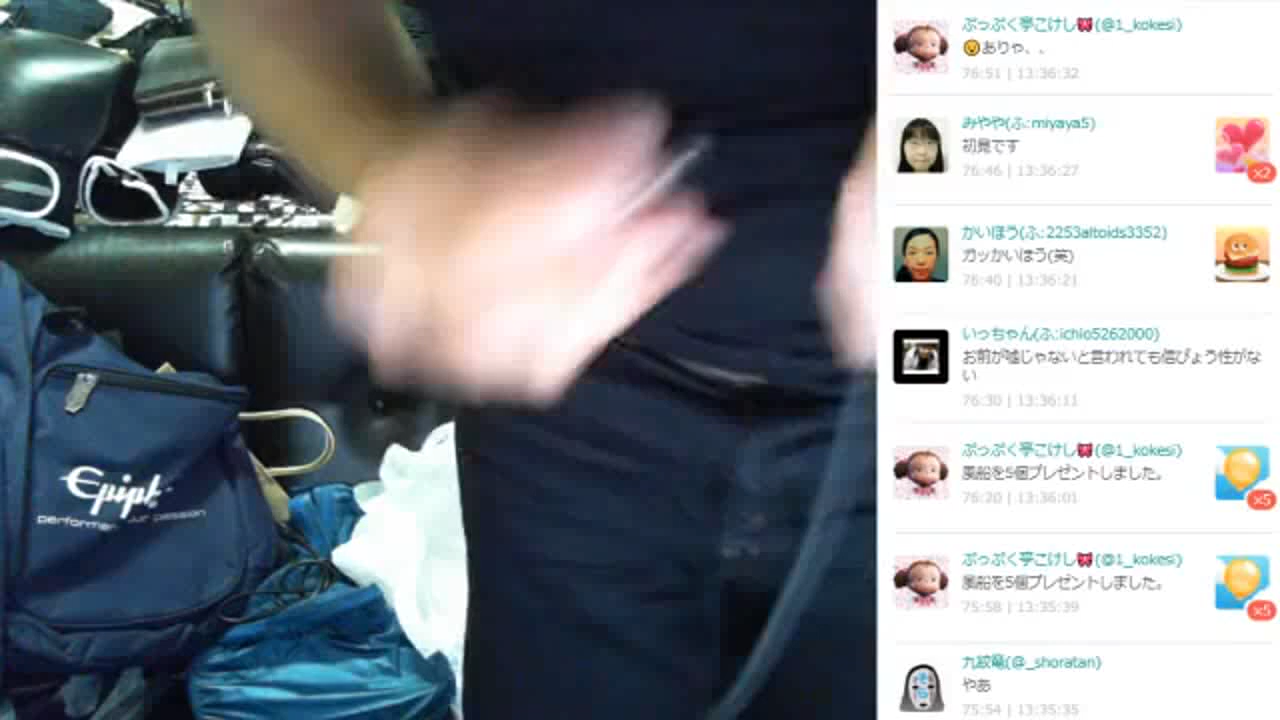 Epiph.
performer our passion
ぷっぷく亭こけし🎀(@1_kokesi)
😮ありゃ、、
76:51 | 13:36:32
みやや(ふ:miyaya5)
初見です
76:46 | 13:36:27
×2
かいほう(ふ:2253altoids3352)
ガッかいほう(笑)
76:40 | 13:36:21
いっちゃん(ふ:ichio5262000)
お前が嘘じゃないと言われても信ぴょう性がな
い
76:30 | 13:36:11
ぷっぷく亭こけし🎀(@1_kokesi)
風船を5個プレゼントしました。
76:20 | 13:36:01
×5
ぷっぷく亭こけし🎀(@1_kokesi)
風船を5個プレゼントしました。
75:58 | 13:35:39
×5
九紋竜(@_shoratan)
やあ
75:54 | 13:35:35